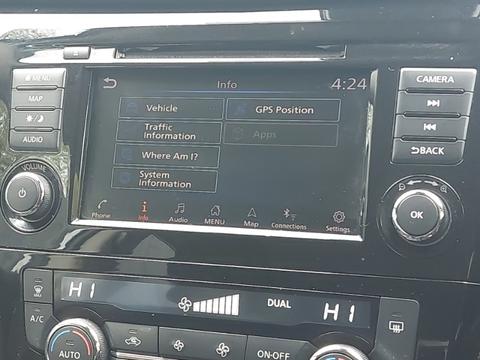 MENU
MAP
AUDIO
VOLUME
Info
4:24
Vehicle
GPS Position
Traffic
Information
Apps
Where Am I?
System
Information
Phone
Info
Audio
MENU
Map
Connections
Settings
CAMERA
BACK
OK
A/C
HI
DUAL
HI
AUTO
ON-OFF